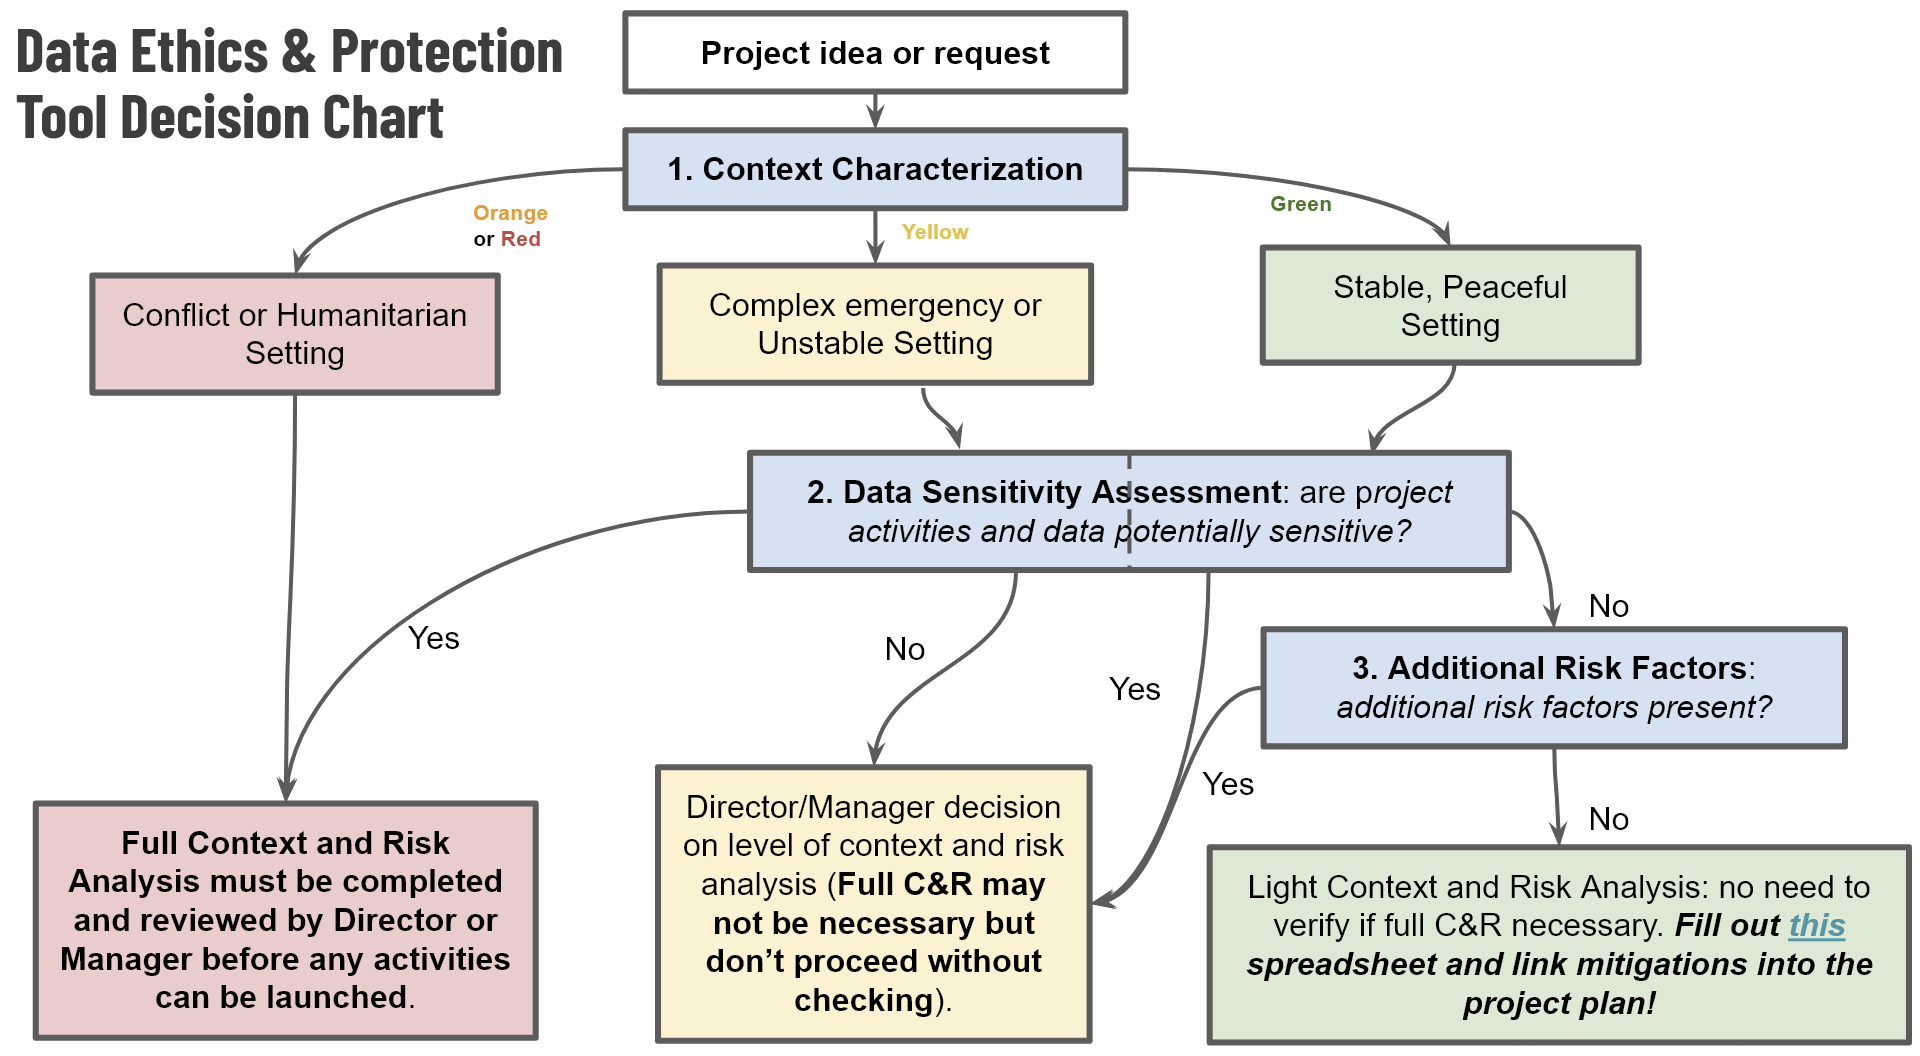 Data Ethics & Protection
Tool Decision Chart
Project idea or request
1. Context Characterization
Orange
or Red
Yellow
Green
Conflict or Humanitarian
Setting
Complex emergency or
Unstable Setting
Stable, Peaceful
Setting
2. Data Sensitivity Assessment: are project
activities and data potentially sensitive?
Yes
No
Yes
No
3. Additional Risk Factors:
additional risk factors present?
Yes
No
Full Context and Risk
Analysis must be completed
and reviewed by Director or
Manager before any activities
can be launched.
Director/Manager decision
on level of context and risk
analysis (Full C&R may
not be necessary but
don’t proceed without
checking).
Light Context and Risk Analysis: no need to
verify if full C&R necessary. Fill out this
spreadsheet and link mitigations into the
project plan!